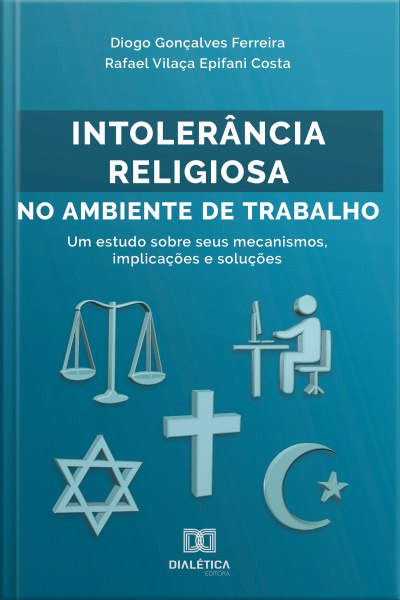 Diogo Gonçalves Ferreira
Rafael Vilaça Epifani Costa
INTOLERÂNCIA
RELIGIOSA
NO AMBIENTE DE TRABALHO
Um estudo sobre seus mecanismos,
implicações e soluções
DIALÉTICA
EDITORA